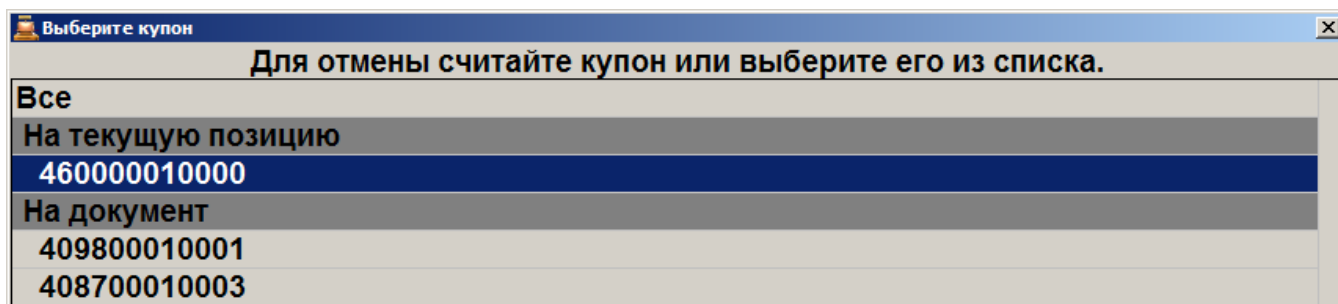 Выберите купон
Для отмены считайте купон или выберите его из списка.
Все
На текущую позицию
460000010000
На документ
409800010001
408700010003